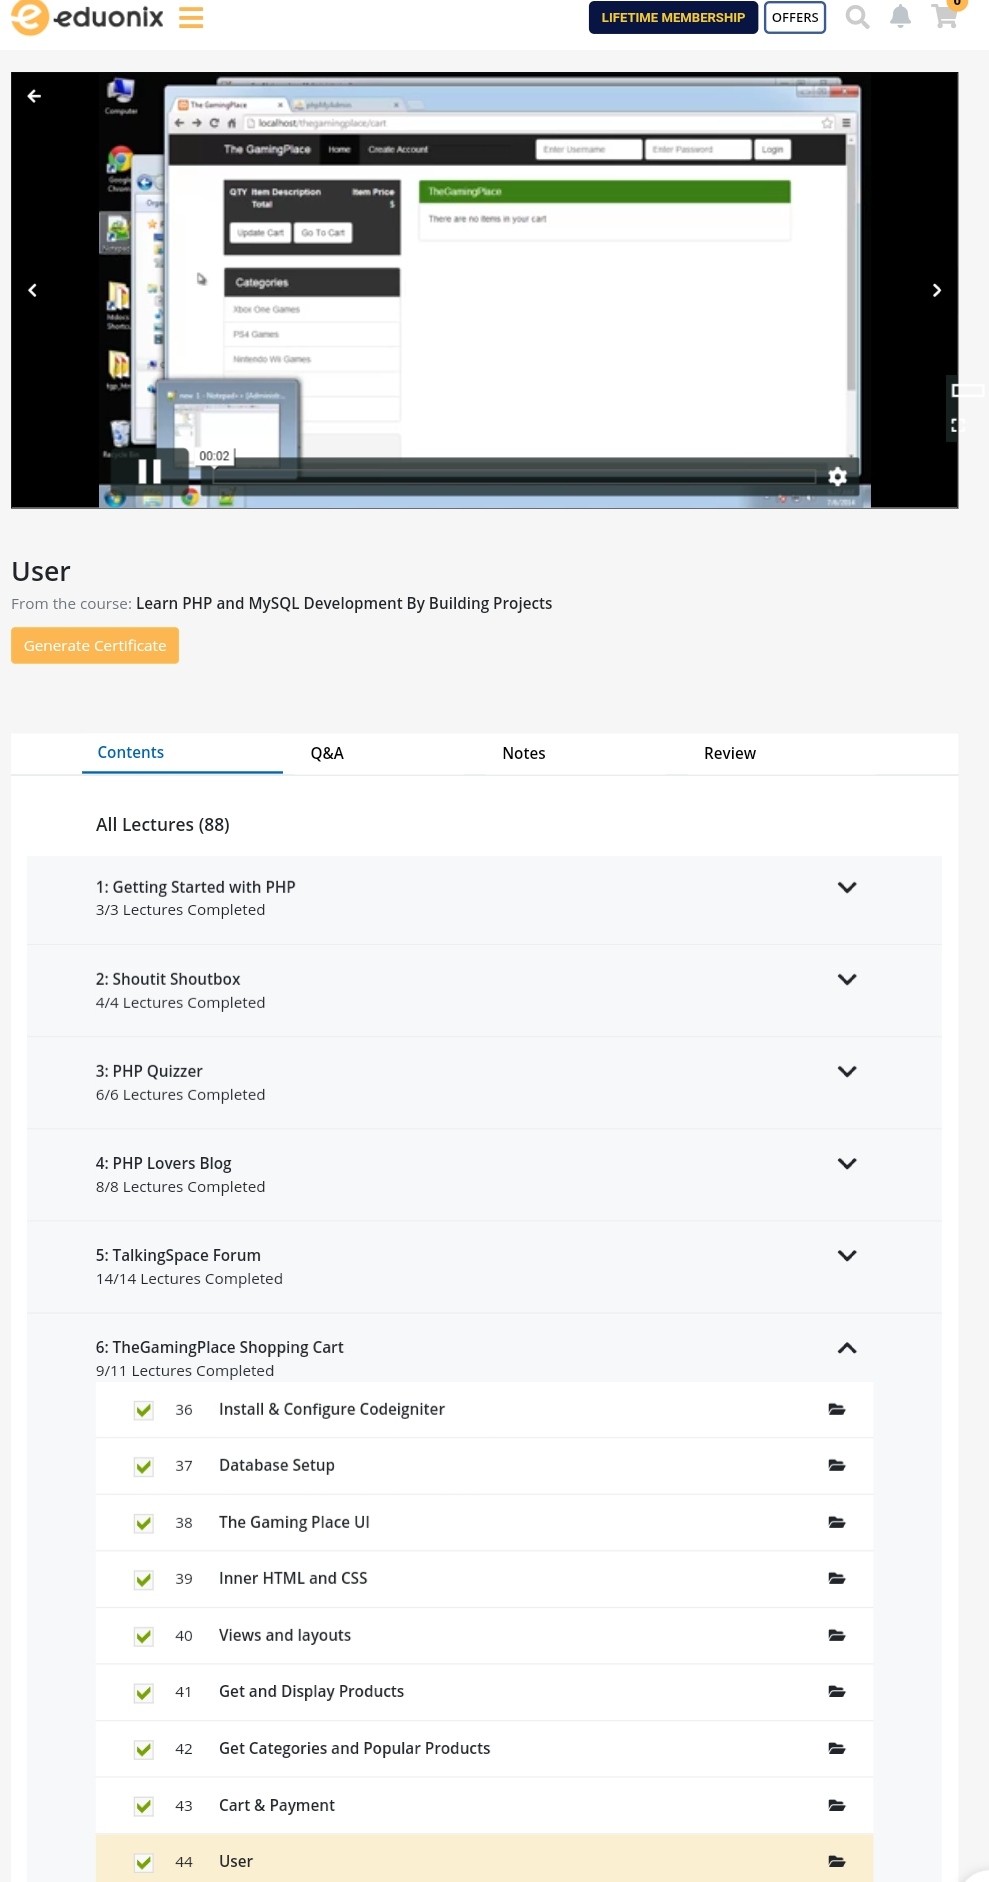 eduonix
LIFETIME MEMBERSHIP
OFFERS
0
Computer
The GamingPlace
phpMyAdmin
localhost/thegamingplace/cart
The GamingPlace Home Create Account
Enter Username
Enter Password
Login
QTY Item Description Item Price
Total $
Update Cart
Go To Cart
TheGamingPlace
There are no items in your cart
Categories
Xbox One Games
PS4 Games
Nintendo Wii Games
new 1 - Notepad++ [Administr...
00:02
User
From the course: Learn PHP and MySQL Development By Building Projects
Generate Certificate
Contents
Q&A
Notes
Review
All Lectures (88)
1: Getting Started with PHP
3/3 Lectures Completed
2: Shoutit Shoutbox
4/4 Lectures Completed
3: PHP Quizzer
6/6 Lectures Completed
4: PHP Lovers Blog
8/8 Lectures Completed
5: TalkingSpace Forum
14/14 Lectures Completed
6: TheGamingPlace Shopping Cart
9/11 Lectures Completed
36 Install & Configure Codeigniter
37 Database Setup
38 The Gaming Place UI
39 Inner HTML and CSS
40 Views and layouts
41 Get and Display Products
42 Get Categories and Popular Products
43 Cart & Payment
44 User